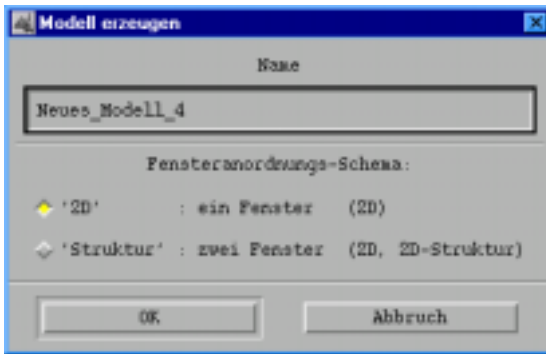 Modell erzeugen
Name
Neues_Modell_4
Fensteranordnungs-Schema:
'2D' : ein Fenster (2D)
'Struktur' : zwei Fenster (2D, 2D-Struktur)
OK Abbruch